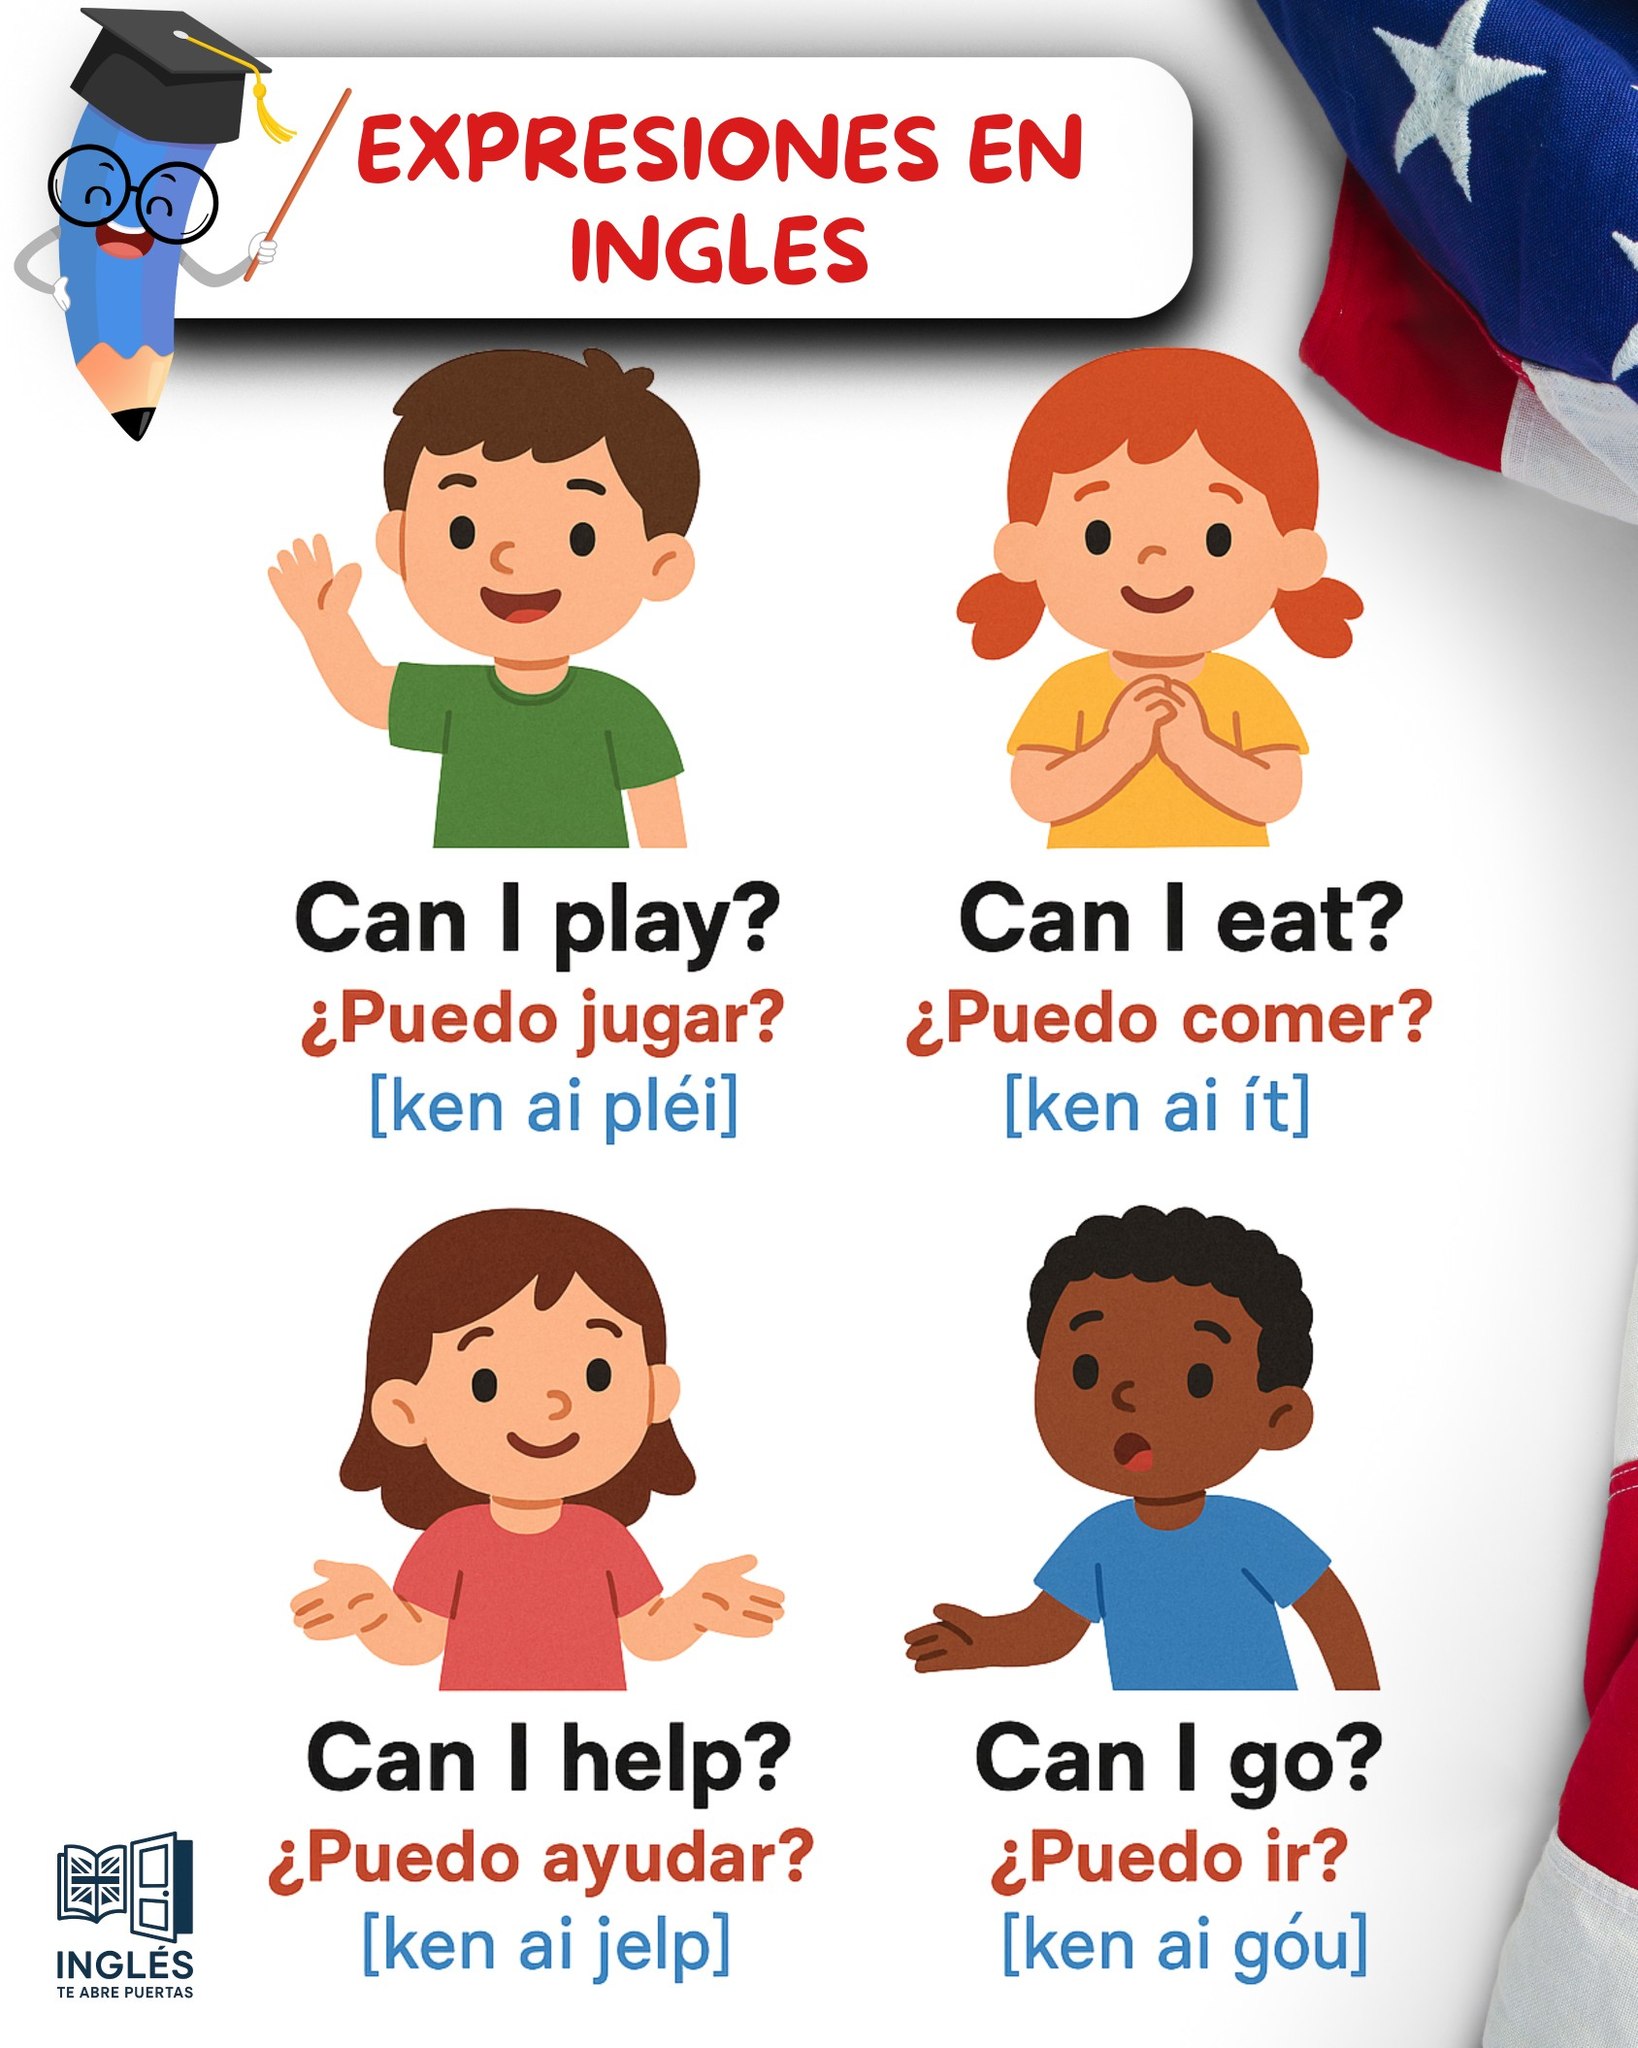 EXPRESIONES EN
INGLES
Can I play?
¿Puedo jugar?
[ken ai pléi]
Can I eat?
¿Puedo comer?
[ken ai ít]
Can I help?
¿Puedo ayudar?
[ken ai jelp]
Can I go?
¿Puedo ir?
[ken ai góu]
INGLÉS
TE ABRE PUERTAS